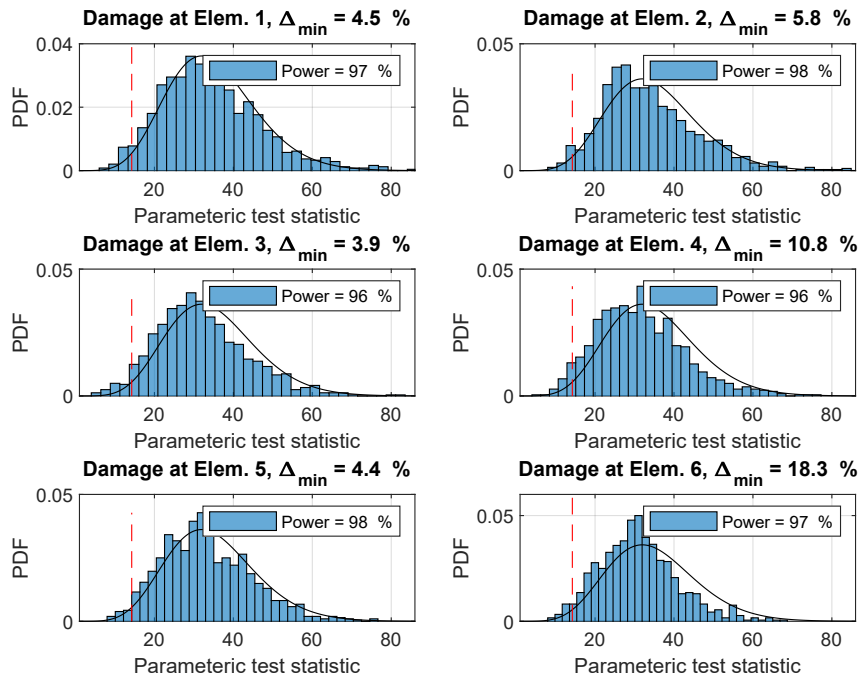 Damage at Elem. 1, Δmin = 4.5 %
0.04
0.02
0
PDF
Power = 97 %
20 40 60 80
Parameteric test statistic
Damage at Elem. 2, Δmin = 5.8 %
0.05
0
PDF
Power = 98 %
20 40 60 80
Parameteric test statistic
Damage at Elem. 3, Δmin = 3.9 %
0.05
0
PDF
Power = 96 %
20 40 60 80
Parameteric test statistic
Damage at Elem. 4, Δmin = 10.8 %
0.05
0
PDF
Power = 96 %
20 40 60 80
Parameteric test statistic
Damage at Elem. 5, Δmin = 4.4 %
0.05
0
PDF
Power = 98 %
20 40 60 80
Parameteric test statistic
Damage at Elem. 6, Δmin = 18.3 %
0.05
0
PDF
Power = 97 %
20 40 60 80
Parameteric test statistic